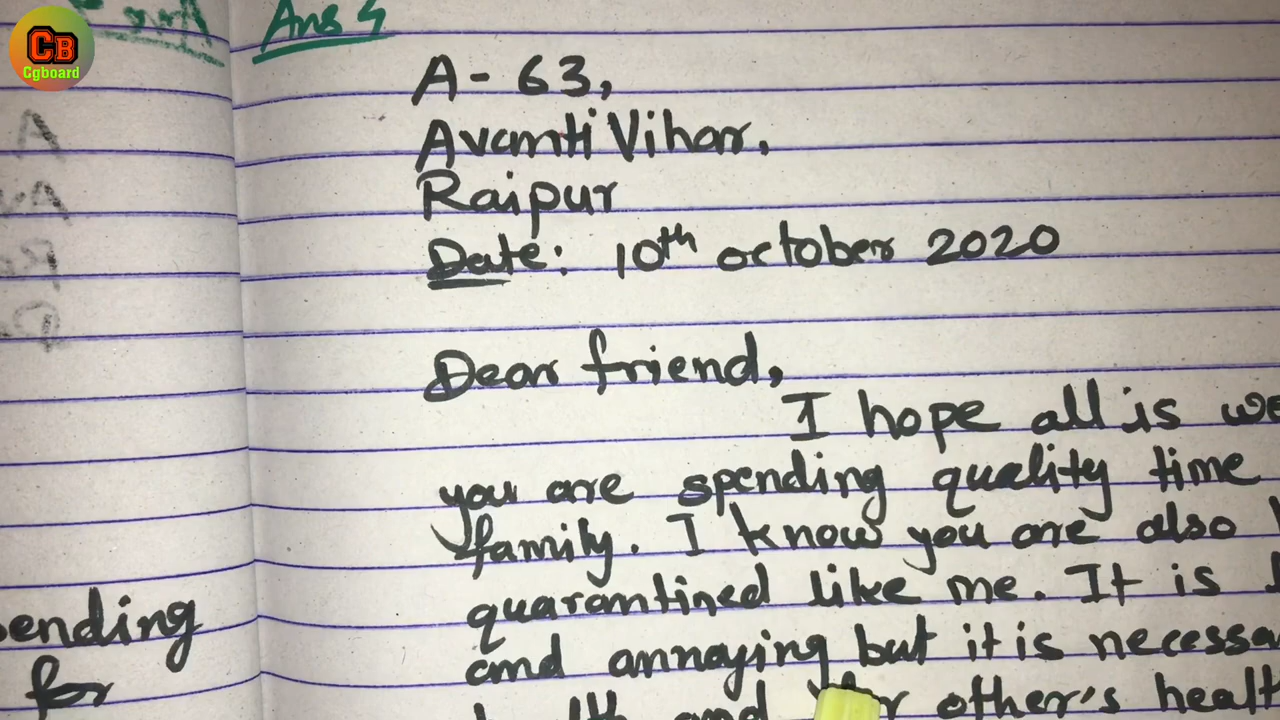 CB
Cgboard
Ans 4
A - 63,
Avanti Vihar,
Raipur
Date: 10th october 2020
Dear friend,
I hope all is
you are spending quality time
family. I know you are also
quarantined like me. It is
and annoying but it is
and other's
pending
for